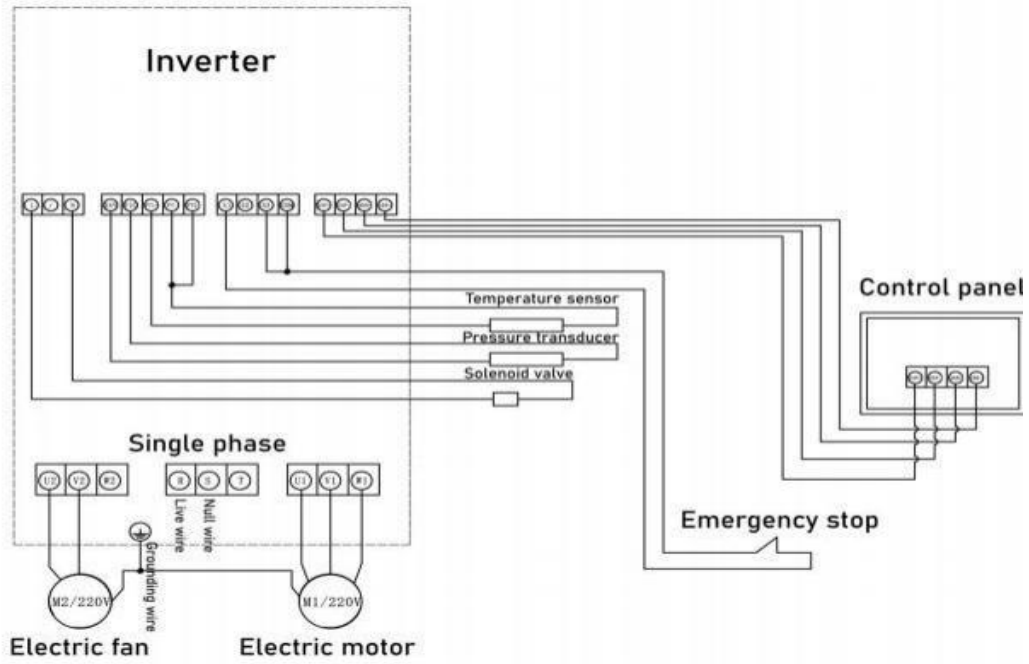 Inverter
Control panel
Temperature sensor
Pressure transducer
Solenoid valve
Single phase
U2 V2 W2
R S T
U1 V1 W1
Live wire
Null wire
Grounding wire
Emergency stop
M2/220V
M1/220V
Electric fan
Electric motor